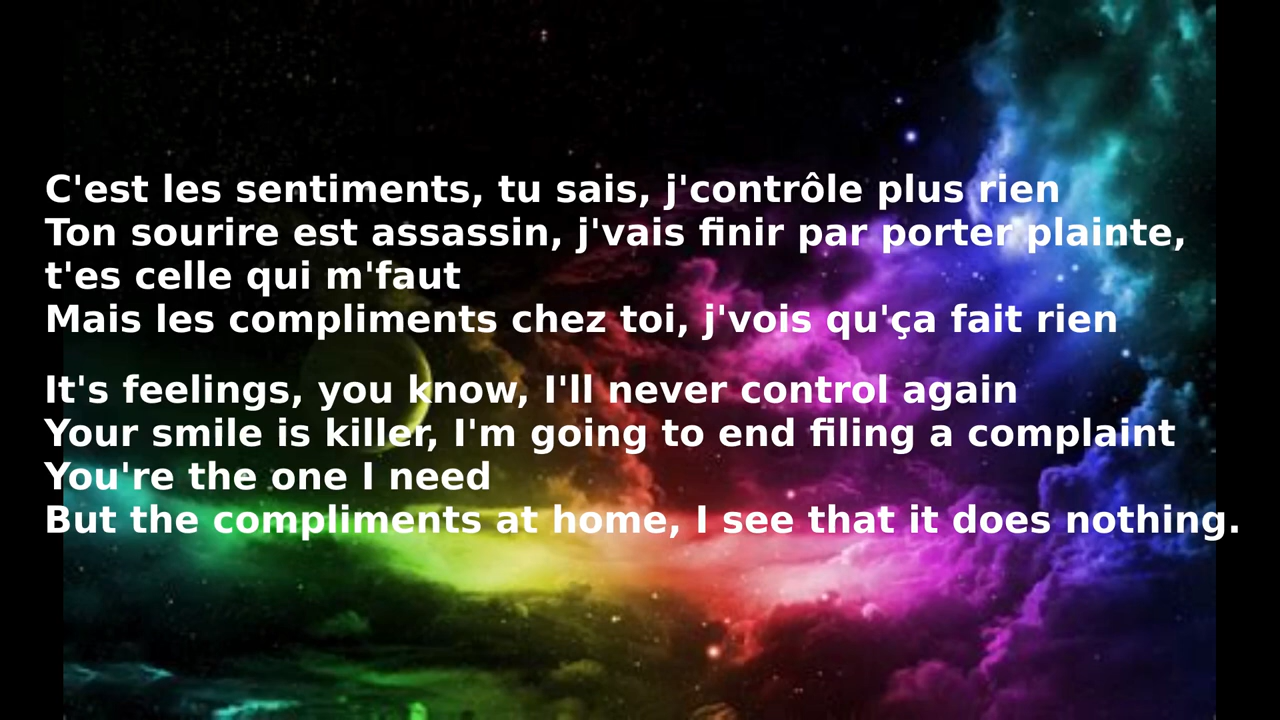 C'est les sentiments, tu sais, j'contrôle plus rien
Ton sourire est assassin, j'vais finir par porter plainte,
t'es celle qui m'faut
Mais les compliments chez toi, j'vois qu'ça fait rien
It's feelings, you know, I'll never control again
Your smile is killer, I'm going to end filing a complaint
You're the one I need
But the compliments at home, I see that it does nothing.